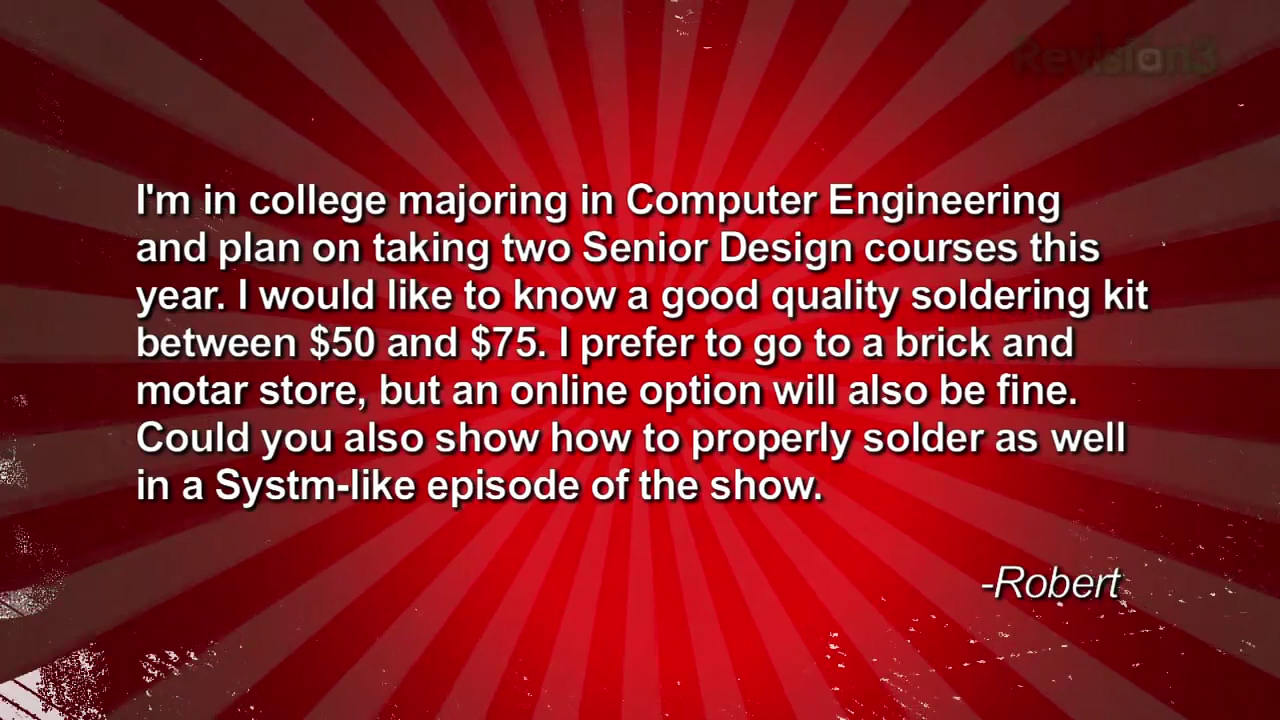 Revision3
I'm in college majoring in Computer Engineering
and plan on taking two Senior Design courses this
year. I would like to know a good quality soldering kit
between $50 and $75. I prefer to go to a brick and
motar store, but an online option will also be fine.
Could you also show how to properly solder as well
in a Systm-like episode of the show.
-Robert